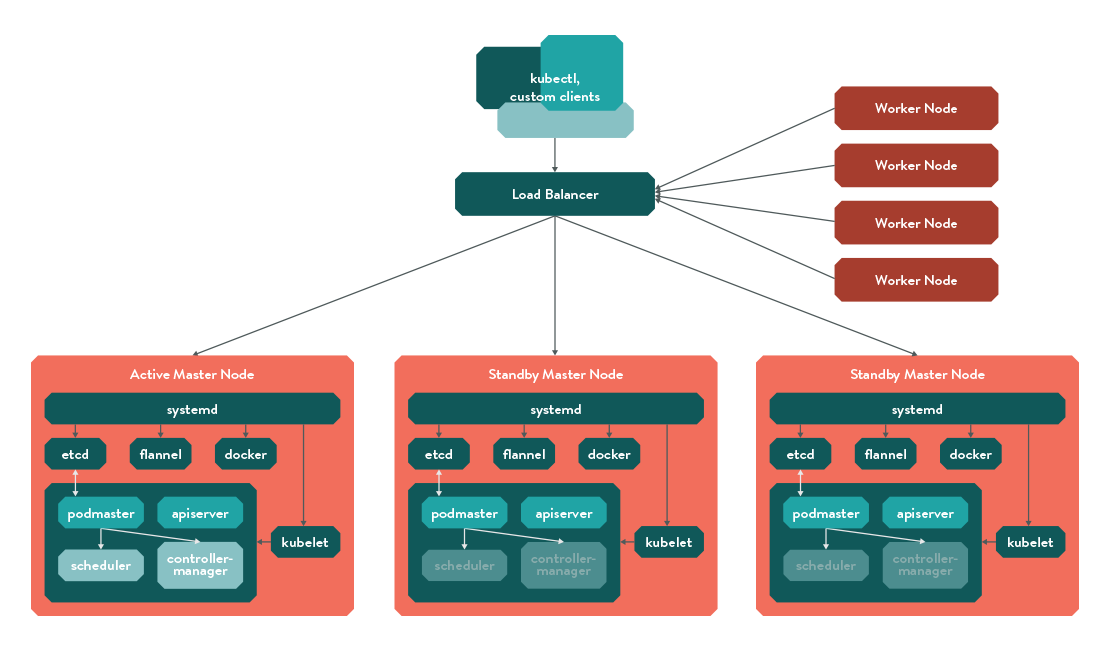 kubectl,
custom clients
Worker Node
Load Balancer
Worker Node
Worker Node
Worker Node
Active Master Node
systemd
etcd
flannel
docker
podmaster
apiserver
kubelet
scheduler
controller-
manager
Standby Master Node
systemd
etcd
flannel
docker
podmaster
apiserver
kubelet
scheduler
controller-
manager
Standby Master Node
systemd
etcd
flannel
docker
podmaster
apiserver
kubelet
scheduler
controller-
manager